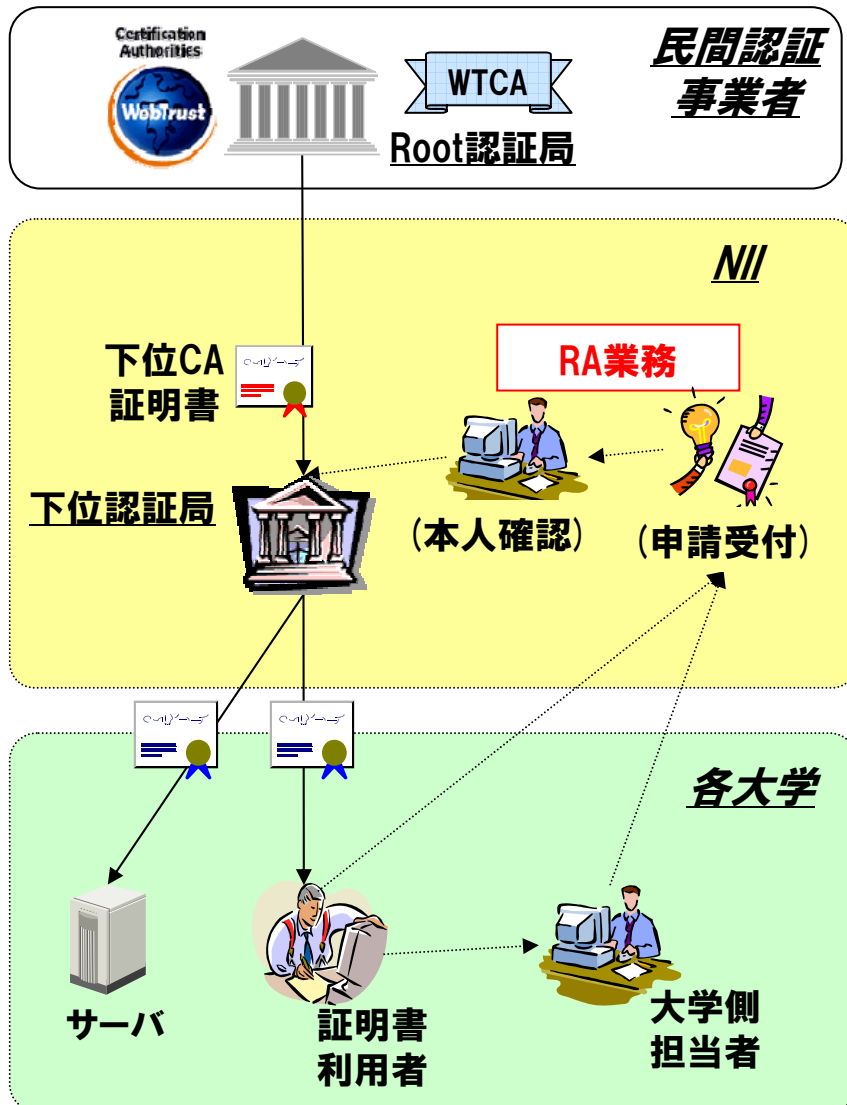 Certification
Authorities
WebTrust
WTCA
Root認証局
民間認証
事業者
NII
下位CA
証明書
RA業務
下位認証局
(本人確認)
(申請受付)
各大学
サーバ
証明書
利用者
大学側
担当者